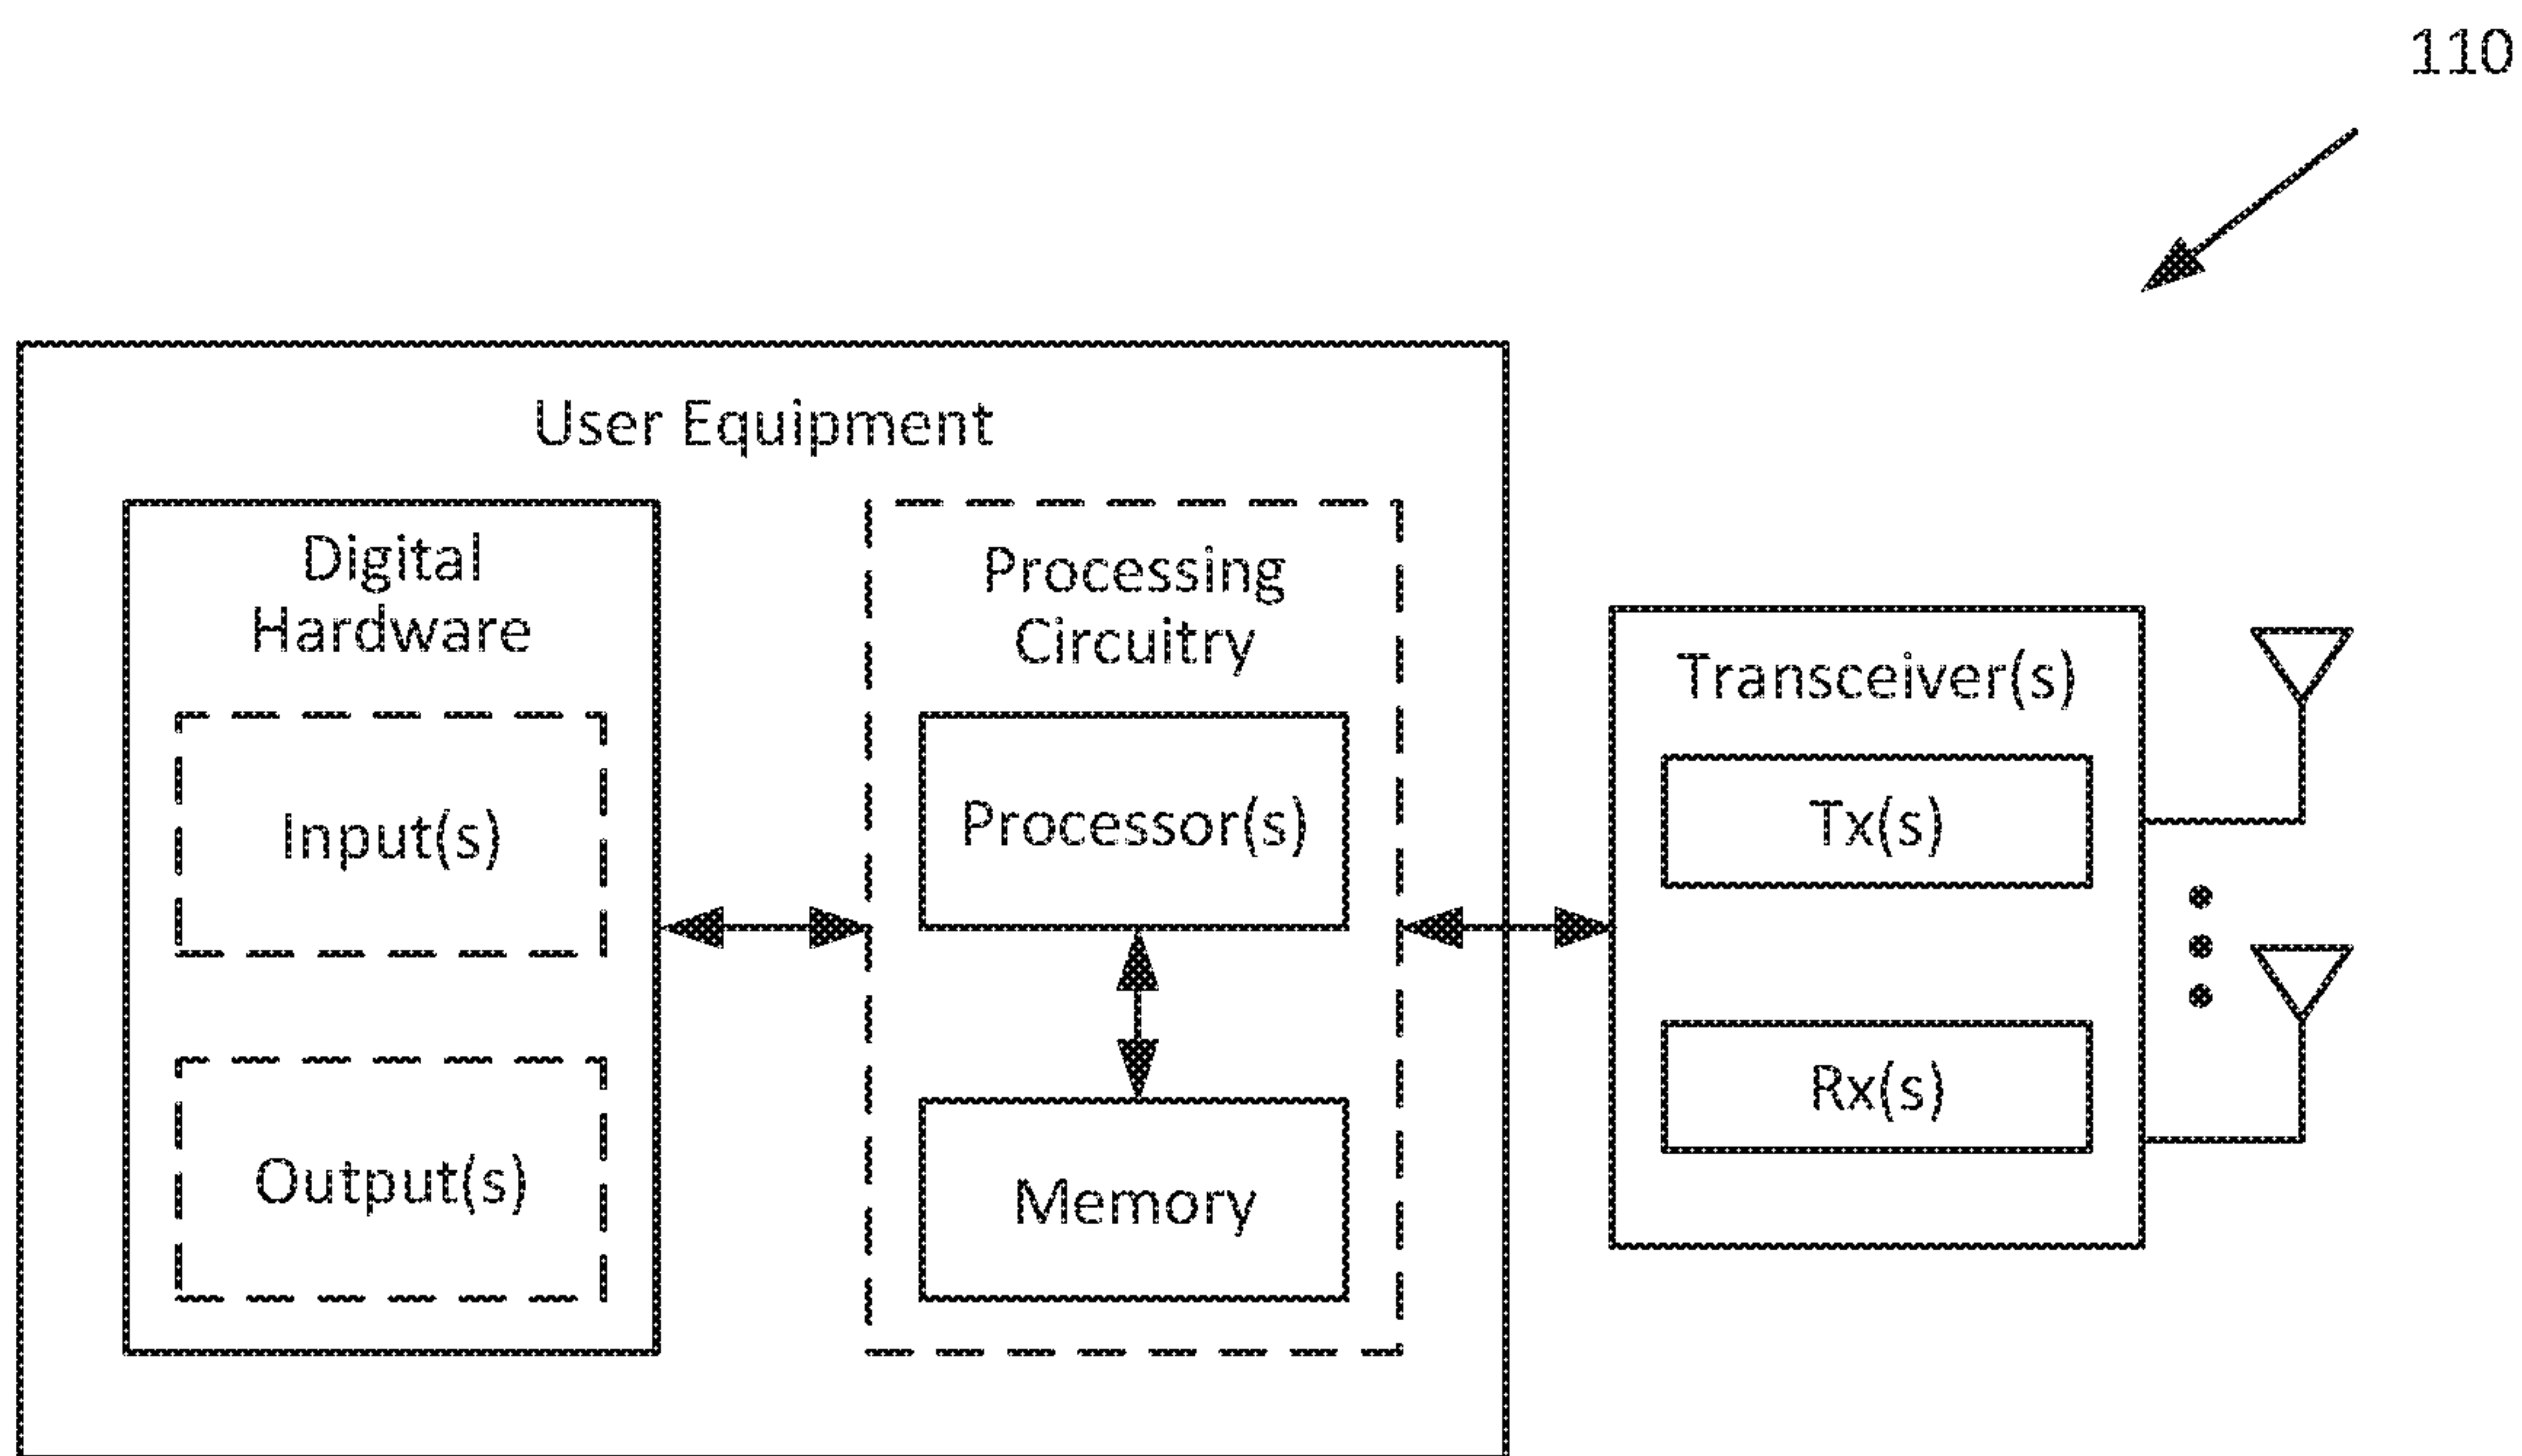 110
User Equipment
Digital
Hardware
Input(s)
Output(s)
Processing
Circuitry
Processor(s)
Memory
Transceiver(s)
Tx(s)
Rx(s)